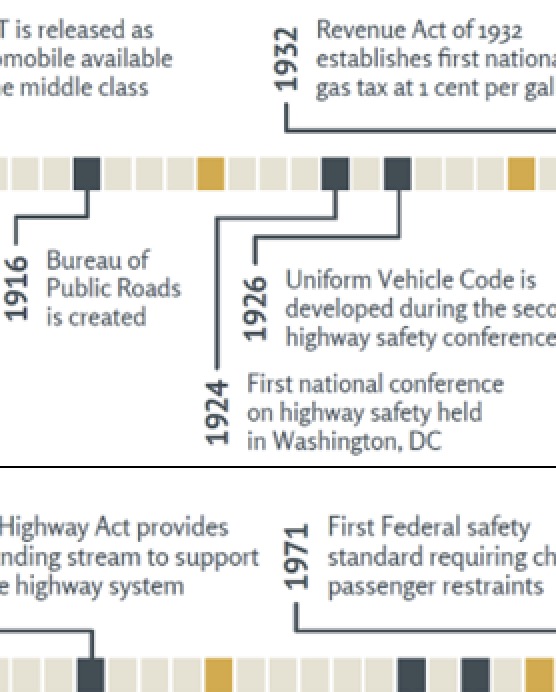 T is released as
omobile available
e middle class
1932
Revenue Act of 1932
establishes first nationa
gas tax at 1 cent per gal
1916
Bureau of
Public Roads
is created
1926
Uniform Vehicle Code is
developed during the seco
highway safety conference
1924
First national conference
on highway safety held
in Washington, DC
Highway Act provides
nding stream to support
e highway system
1971
First Federal safety
standard requiring ch
passenger restraints